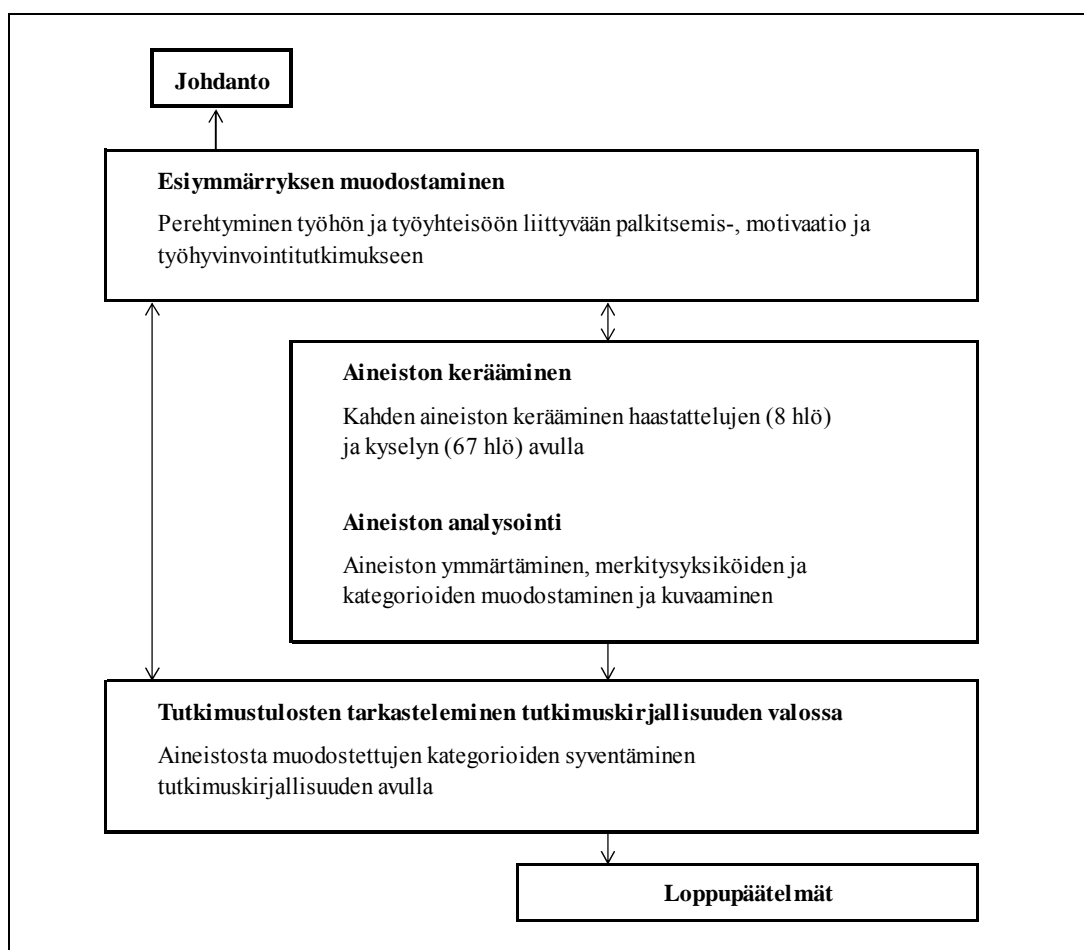 Johdanto
Esiymmärryksen muodostaminen
Perehtyminen työhön ja työyhteisöön liittyvään palkitsemis-, motivaatio ja
työhyvinvointitutkimukseen
Aineiston kerääminen
Kahden aineiston kerääminen haastattelujen (8 hlö)
ja kyselyn (67 hlö) avulla
Aineiston analysointi
Aineiston ymmärtäminen, merkitysyksiköiden ja
kategorioiden muodostaminen ja kuvaaminen
Tutkimustulosten tarkasteleminen tutkimuskirjallisuuden valossa
Aineistosta muodostettujen kategorioiden syventäminen
tutkimuskirjallisuuden avulla
Loppupäätelmät